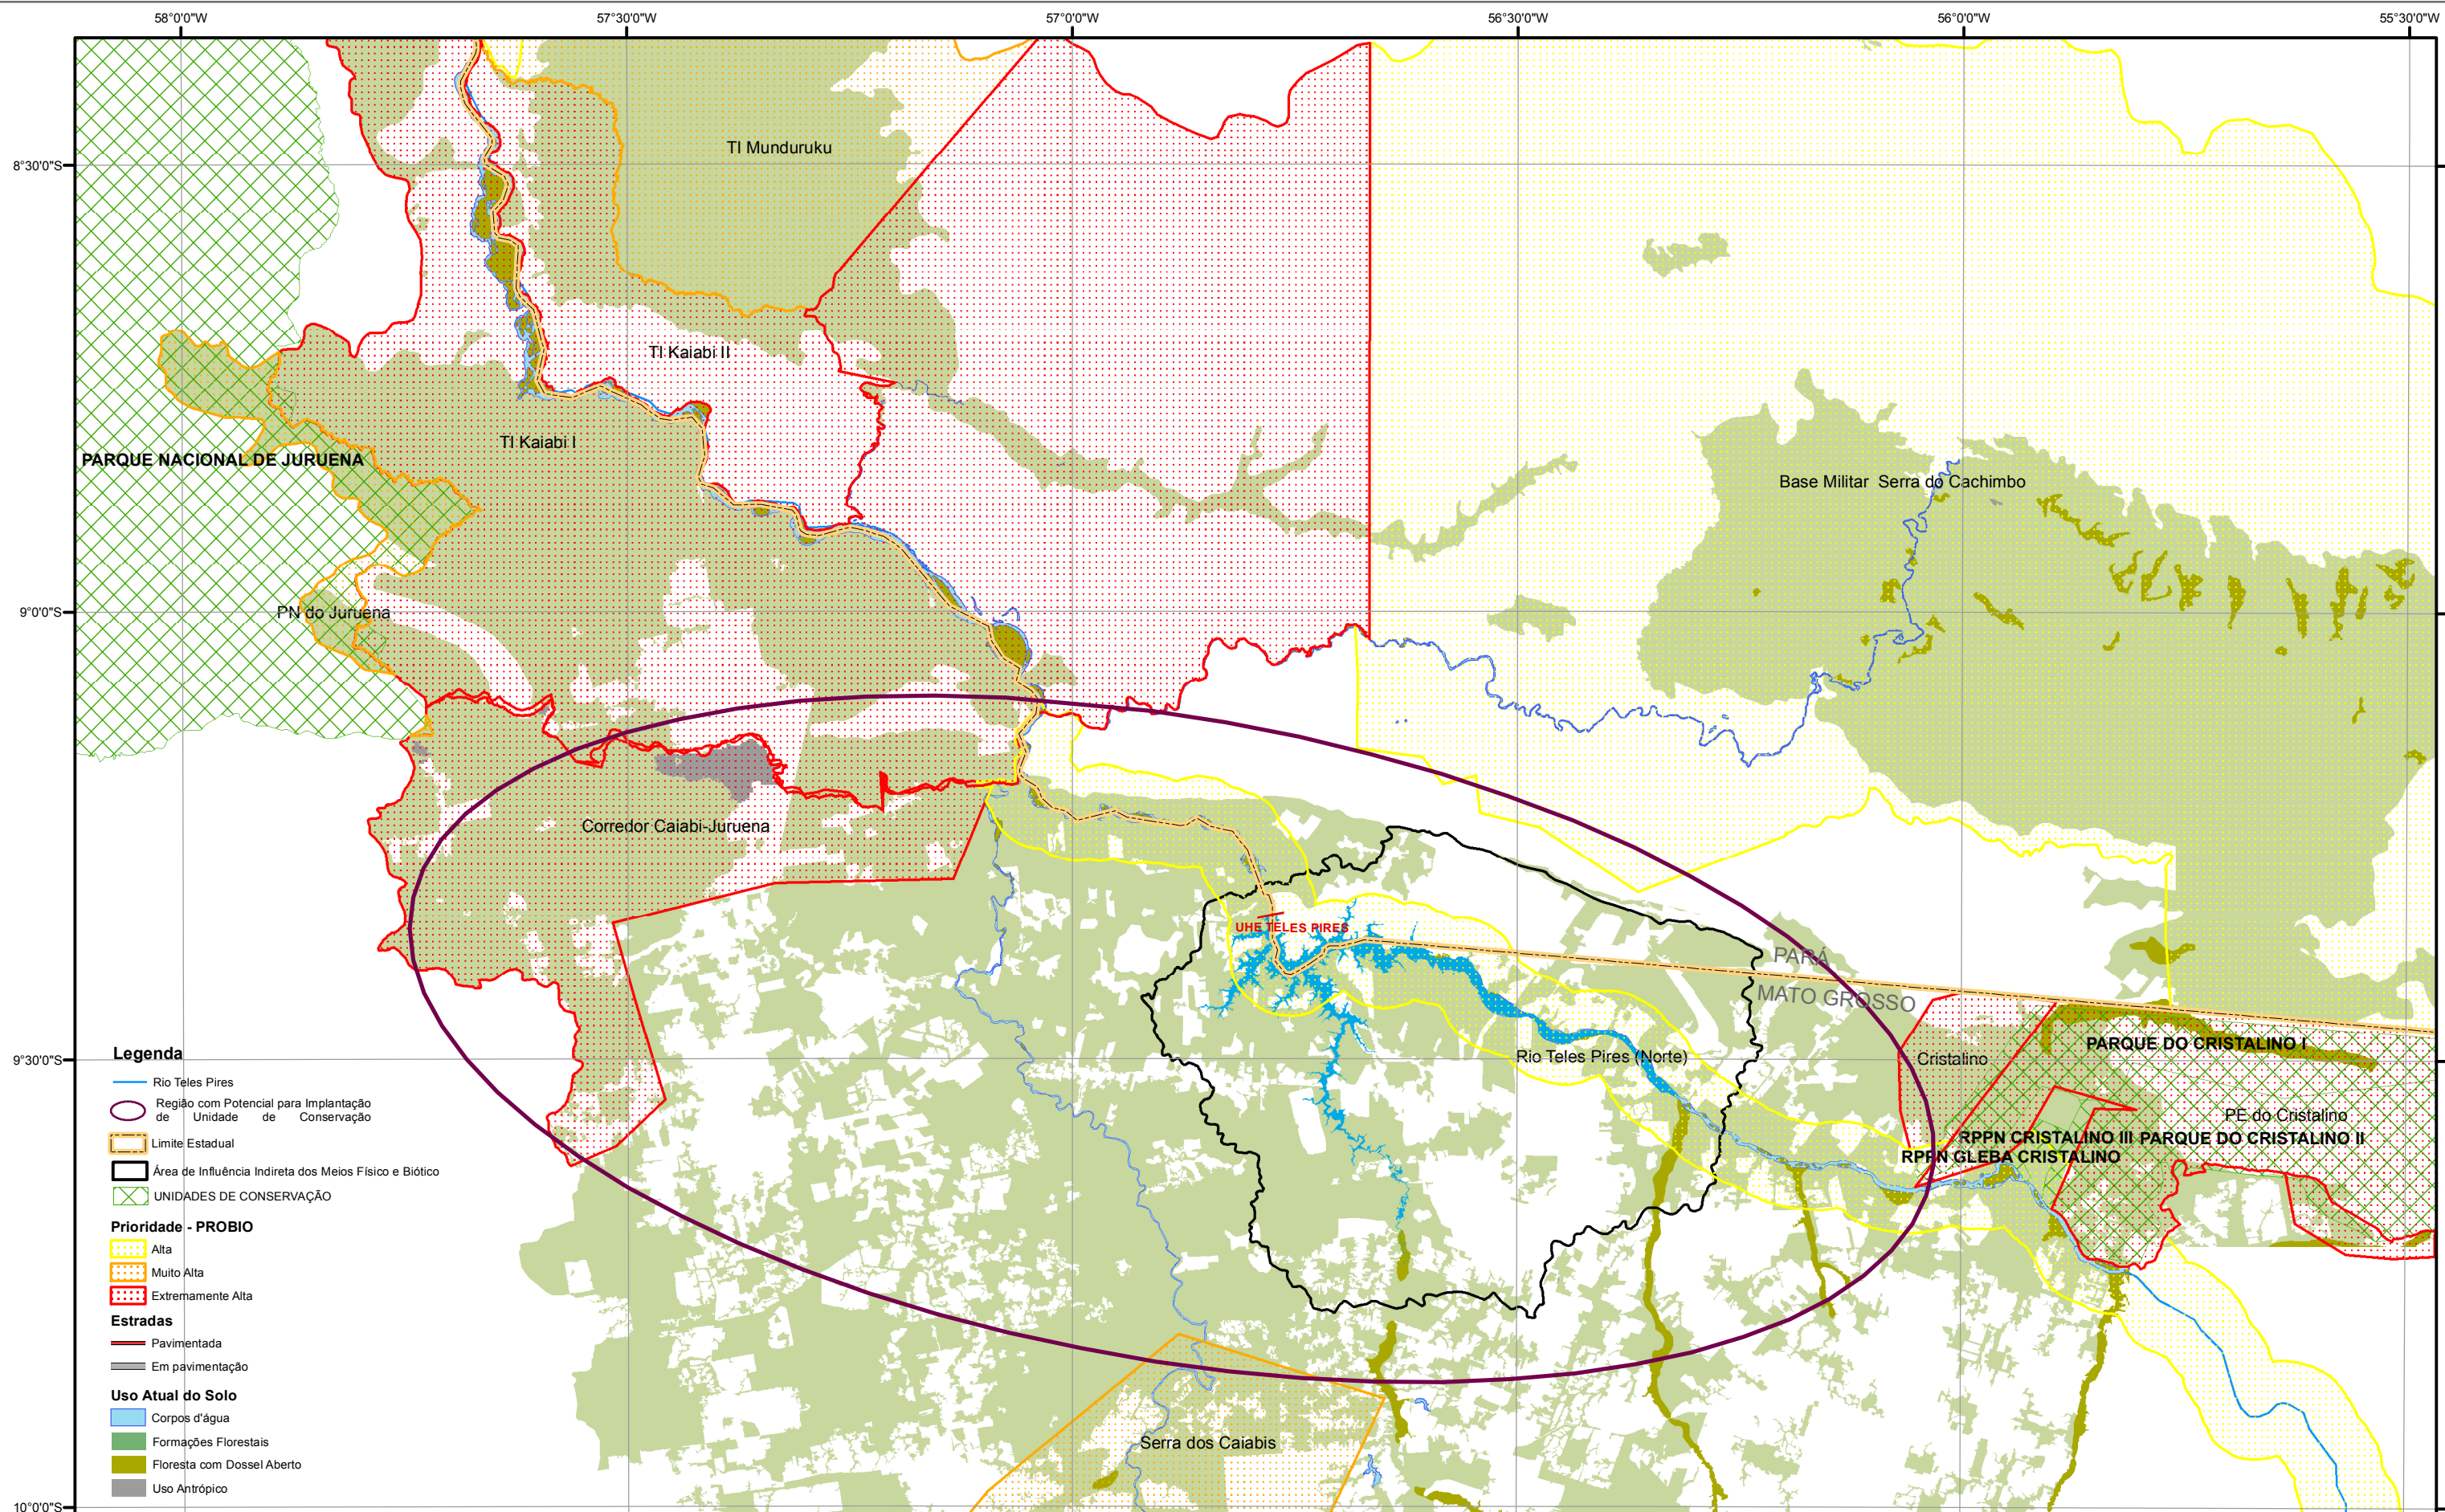 58°0'0"W
57°30'0"W
57°0'0"W
56°30'0"W
56°0'0"W
55°30'0"W
8°30'0"S
9°0'0"S
9°30'0"S
10°0'0"S
TI Munduruku
TI Kaiabi II
TI Kaiabi I
PARQUE NACIONAL DE JURUENA
Base Militar Serra do Cachimbo
PN do Juruena
Corredor Caiabi-Juruena
UHE TELES PIRES
PARÁ
MATO GROSSO
Rio Teles Pires (Norte)
Cristalino
PARQUE DO CRISTALINO I
PE do Cristalino
RPPN CRISTALINO III
PARQUE DO CRISTALINO II
RPPN GLEBA CRISTALINO
Serra dos Caiabis
Legenda
Rio Teles Pires
Região com Potencial para Implantação
de Unidade de Conservação
Limite Estadual
Área de Influência Indireta dos Meios Físico e Biótico
UNIDADES DE CONSERVAÇÃO
Prioridade - PROBIO
Alta
Muito Alta
Extremamente Alta
Estradas
Pavimentada
Em pavimentação
Uso Atual do Solo
Corpos d'água
Formações Florestais
Floresta com Dossel Aberto
Uso Antrópico